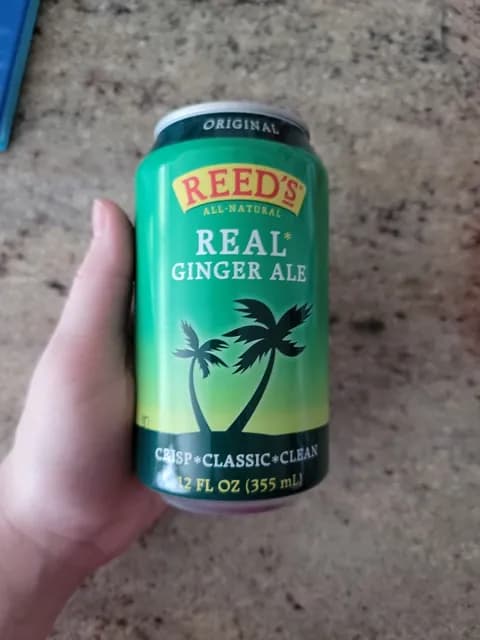 ORIGINAL
REED'S®
ALL-NATURAL
REAL*
GINGER ALE
CRISP*CLASSIC*CLEAN
12 FL OZ (355 mL)